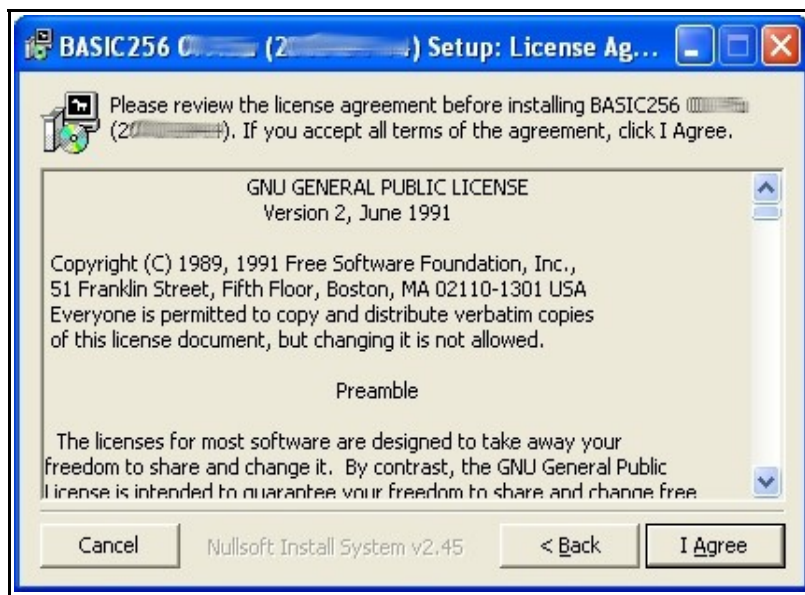 BASIC256 (2 ) Setup: License Ag...
Please review the license agreement before installing BASIC256
(2 ). If you accept all terms of the agreement, click I Agree.
GNU GENERAL PUBLIC LICENSE
Version 2, June 1991
Copyright (C) 1989, 1991 Free Software Foundation, Inc.,
51 Franklin Street, Fifth Floor, Boston, MA 02110-1301 USA
Everyone is permitted to copy and distribute verbatim copies
of this license document, but changing it is not allowed.
Preamble
The licenses for most software are designed to take away your
freedom to share and change it. By contrast, the GNU General Public
License is intended to guarantee your freedom to share and change free
Cancel
Nullsoft Install System v2.45
< Back
I Agree